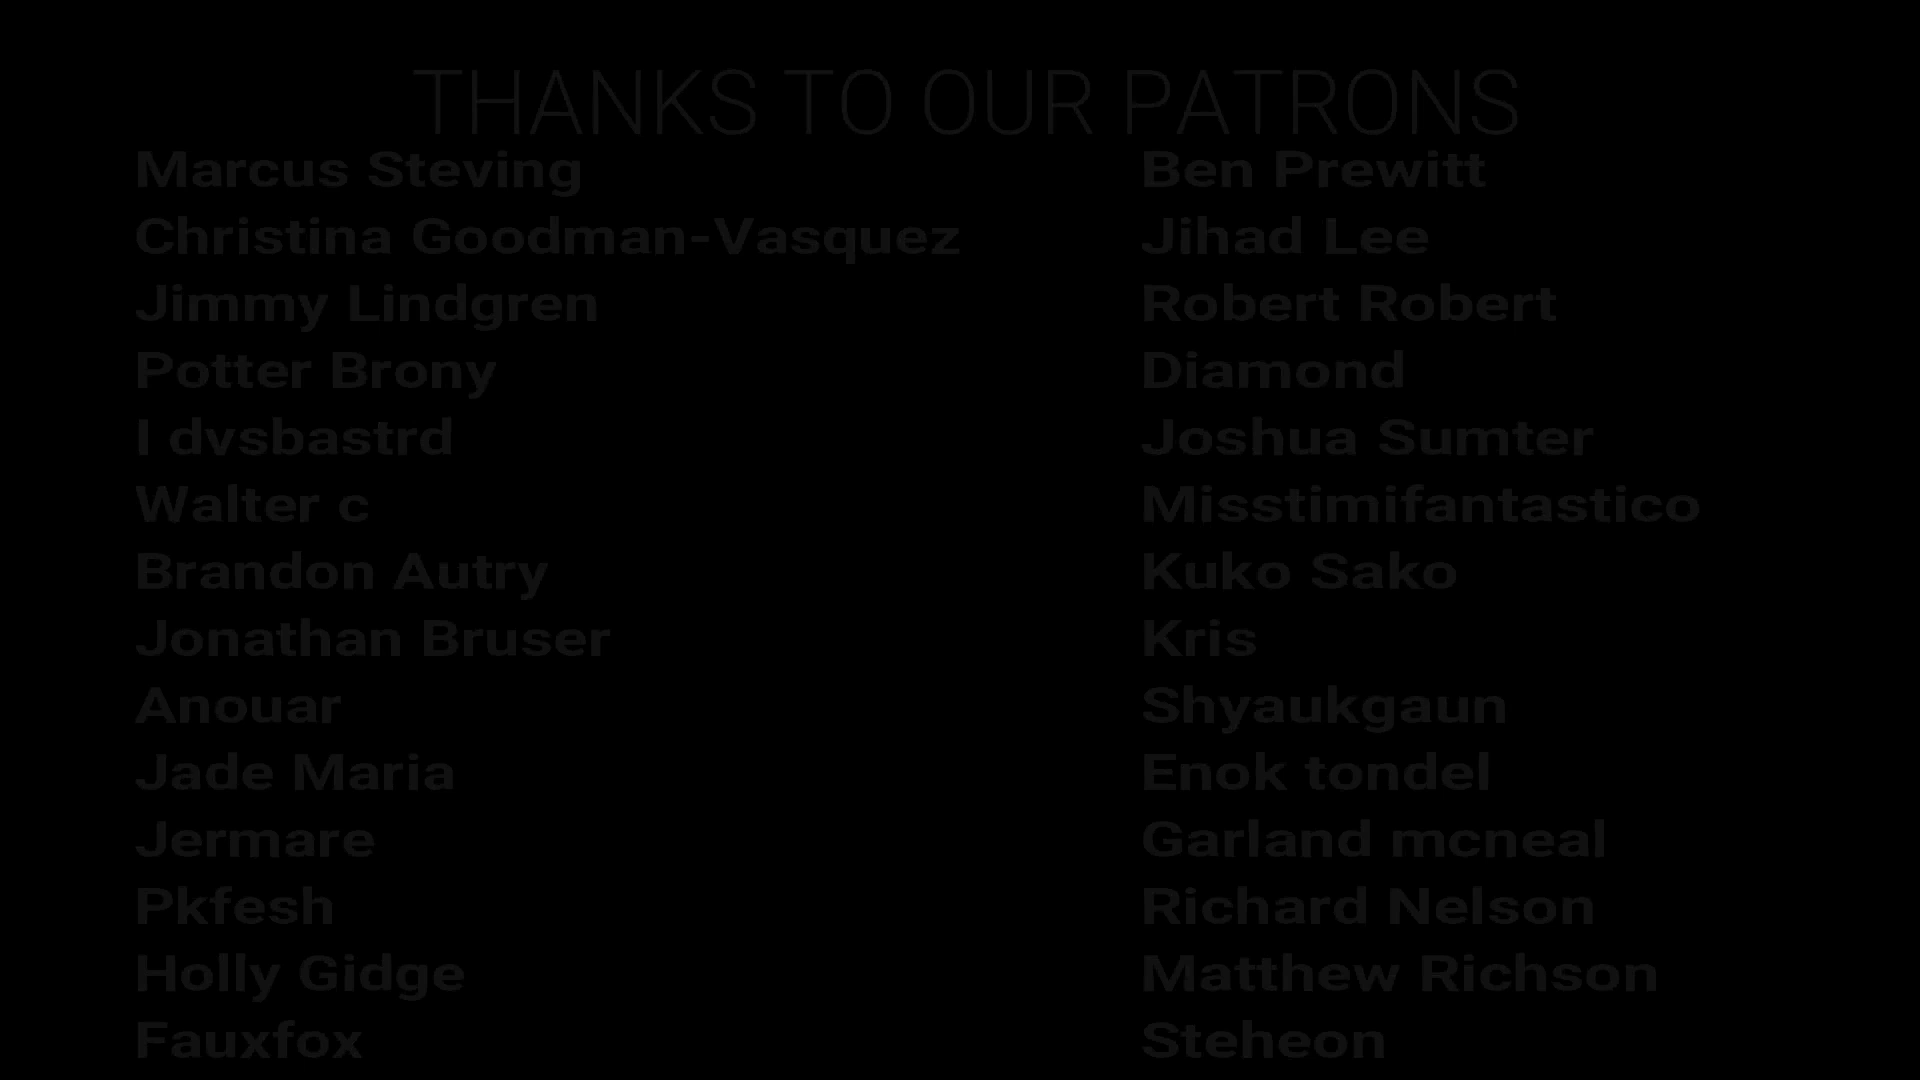 THANKS TO OUR PATRONS
Marcus Steving
Christina Goodman-Vasquez
Jimmy Lindgren
Potter Brony
I dvsbastrd
Walter c
Brandon Autry
Jonathan Bruser
Anouar
Jade Maria
Jermare
Pkfesh
Holly Gidge
Fauxfox
Ben Prewitt
Jihad Lee
Robert Robert
Diamond
Joshua Sumter
Misstimifantastico
Kuko Sako
Kris
Shyaukgaun
Enok tondel
Garland mcneal
Richard Nelson
Matthew Richson
Steheon